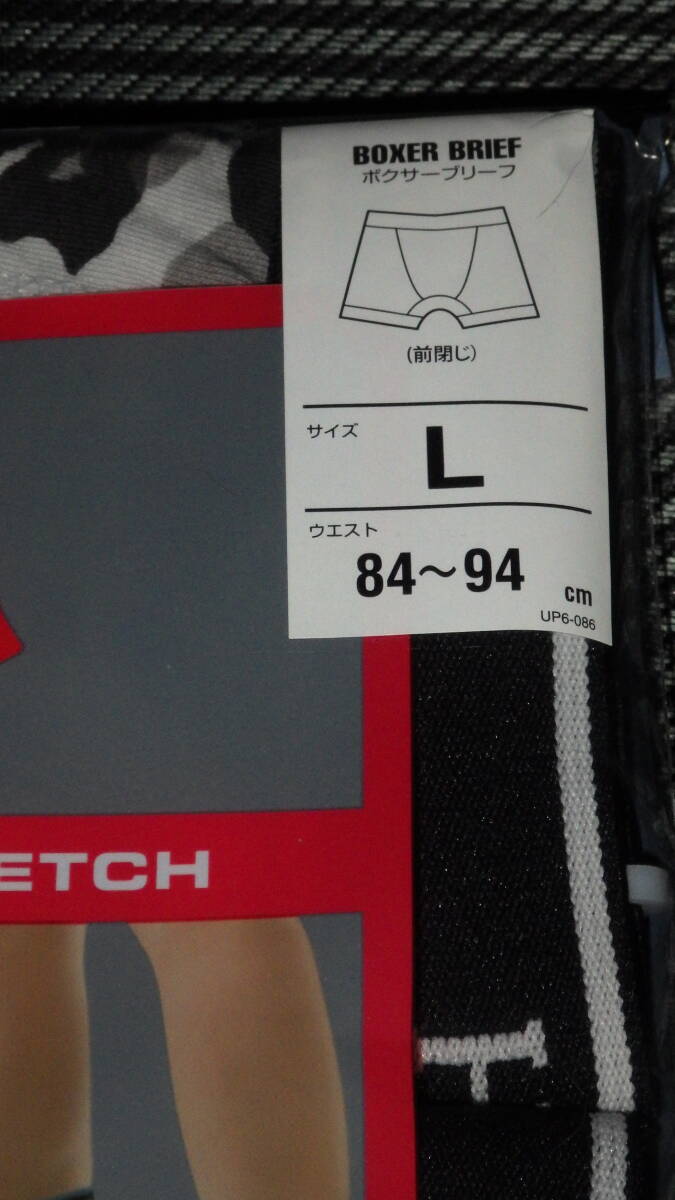 BOXER BRIEF
ボクサーブリーフ
(前閉じ)
サイズ
L
ウエスト
84～94
cm
UP6-086
ETCH